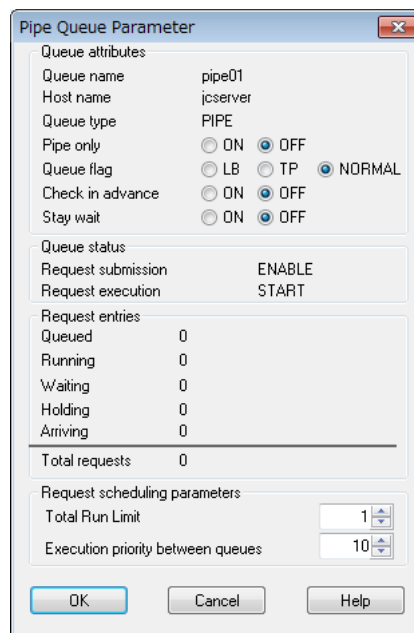 Pipe Queue Parameter
Queue attributes
Queue name pipe01
Host name jcserver
Queue type PIPE
Pipe only ON OFF
Queue flag LB TP NORMAL
Check in advance ON OFF
Stay wait ON OFF
Queue status
Request submission ENABLE
Request execution START
Request entries
Queued 0
Running 0
Waiting 0
Holding 0
Arriving 0
Total requests 0
Request scheduling parameters
Total Run Limit 1
Execution priority between queues 10
OK Cancel Help